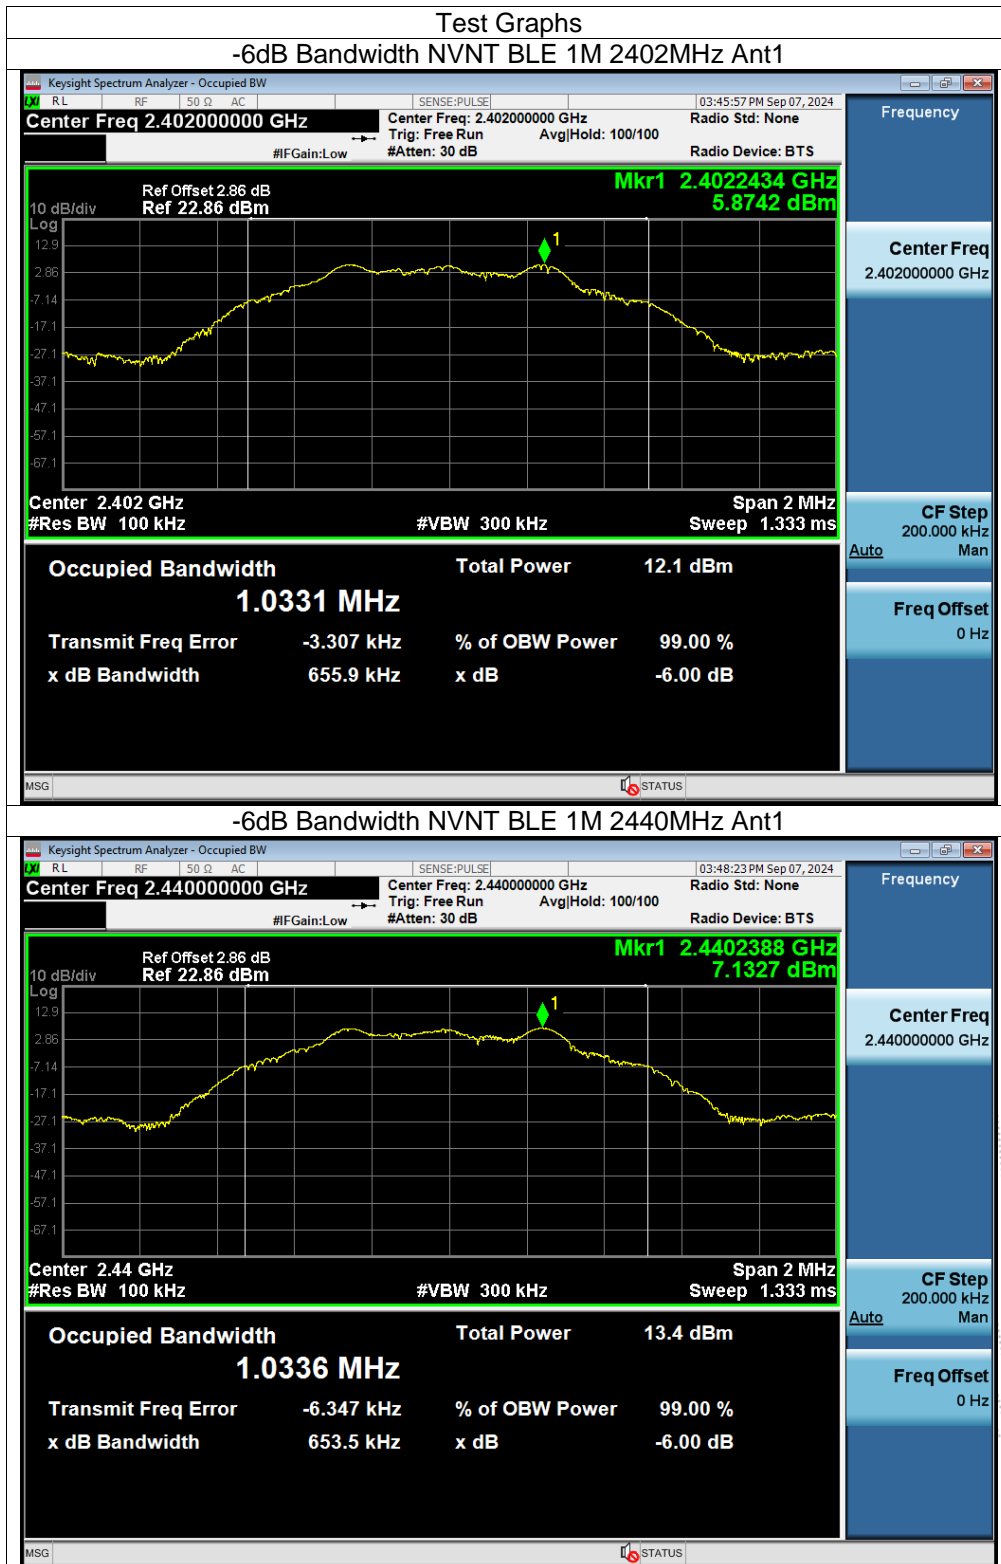 Test Graphs
-6dB Bandwidth NVNT BLE 1M 2402MHz Ant1
Keysight Spectrum Analyzer - Occupied BW
LXI RL RF 50 Ω AC SENSE:PULSE 03:45:57 PM Sep 07, 2024
Center Freq 2.402000000 GHz Center Freq: 2.402000000 GHz Radio Std: None
Trig: Free Run Avg|Hold: 100/100
#IFGain:Low #Atten: 30 dB Radio Device: BTS
Frequency
Mkr1 2.4022434 GHz
5.8742 dBm
Ref Offset 2.86 dB
10 dB/div Ref 22.86 dBm
Log
1
12.9
2.86
-7.14
-17.1
-27.1
-37.1
-47.1
-57.1
-67.1
Center 2.402 GHz Span 2 MHz
#Res BW 100 kHz #VBW 300 kHz Sweep 1.333 ms
Center Freq
2.402000000 GHz
CF Step
200.000 kHz
Auto Man
Freq Offset
0 Hz
Occupied Bandwidth Total Power 12.1 dBm
1.0331 MHz
Transmit Freq Error -3.307 kHz % of OBW Power 99.00 %
x dB Bandwidth 655.9 kHz x dB -6.00 dB
MSG STATUS
-6dB Bandwidth NVNT BLE 1M 2440MHz Ant1
Keysight Spectrum Analyzer - Occupied BW
LXI RL RF 50 Ω AC SENSE:PULSE 03:48:23 PM Sep 07, 2024
Center Freq 2.440000000 GHz Center Freq: 2.440000000 GHz Radio Std: None
Trig: Free Run Avg|Hold: 100/100
#IFGain:Low #Atten: 30 dB Radio Device: BTS
Frequency
Mkr1 2.4402388 GHz
7.1327 dBm
Ref Offset 2.86 dB
10 dB/div Ref 22.86 dBm
Log
1
12.9
2.86
-7.14
-17.1
-27.1
-37.1
-47.1
-57.1
-67.1
Center 2.44 GHz Span 2 MHz
#Res BW 100 kHz #VBW 300 kHz Sweep 1.333 ms
Center Freq
2.440000000 GHz
CF Step
200.000 kHz
Auto Man
Freq Offset
0 Hz
Occupied Bandwidth Total Power 13.4 dBm
1.0336 MHz
Transmit Freq Error -6.347 kHz % of OBW Power 99.00 %
x dB Bandwidth 653.5 kHz x dB -6.00 dB
MSG STATUS